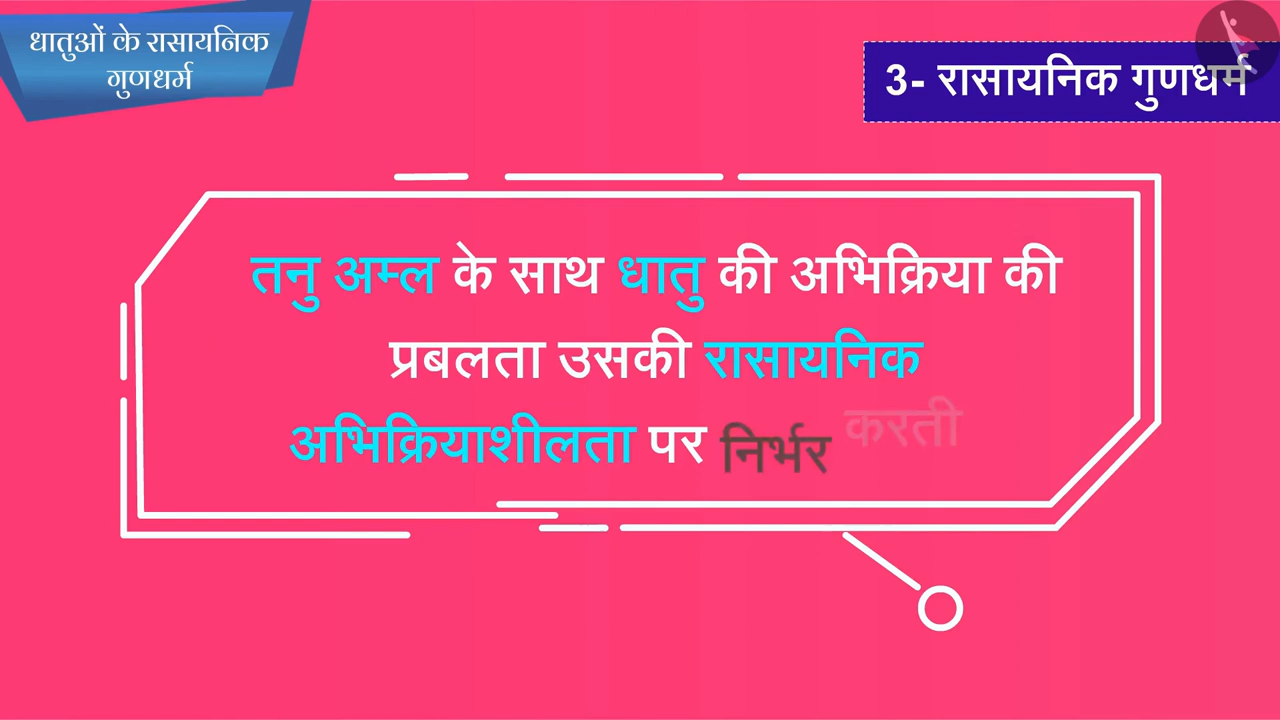 धातुओं के रासायनिक
गुणधर्म
3- रासायनिक गुणधर्म
तनु अम्ल के साथ धातु की अभिक्रिया की
प्रबलता उसकी रासायनिक
अभिक्रियाशीलता पर निर्भर करती